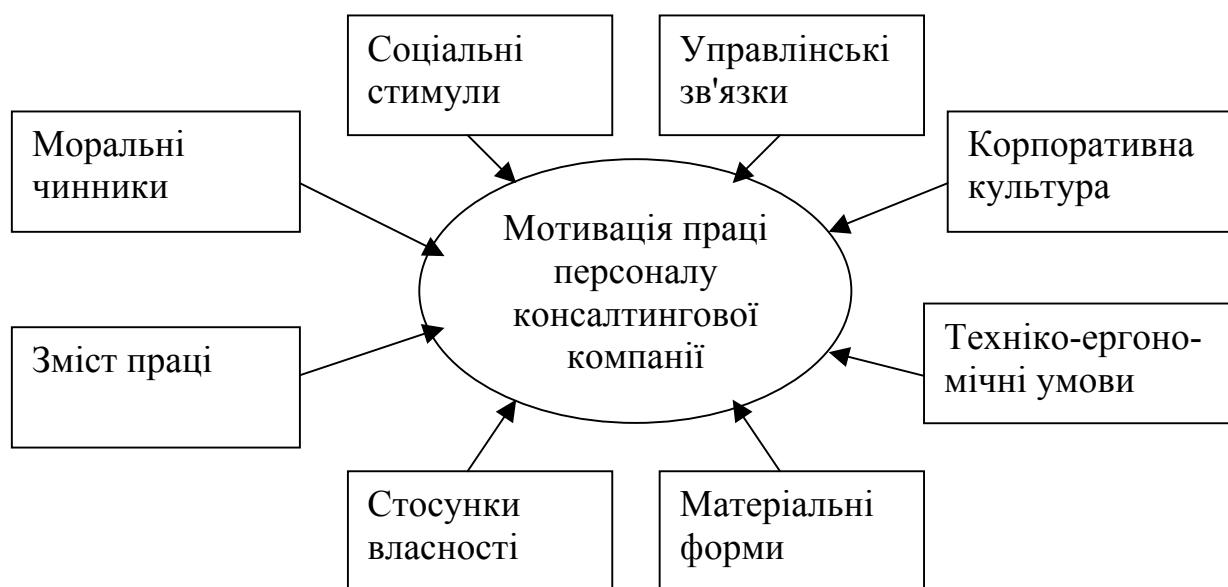 Соціальні
стимули
Управлінські
зв'язки
Моральні
чинники
Корпоративна
культура
Мотивація праці
персоналу
консалтингової
компанії
Зміст праці
Техніко-ергоно-
мічні умови
Стосунки
власності
Матеріальні
форми